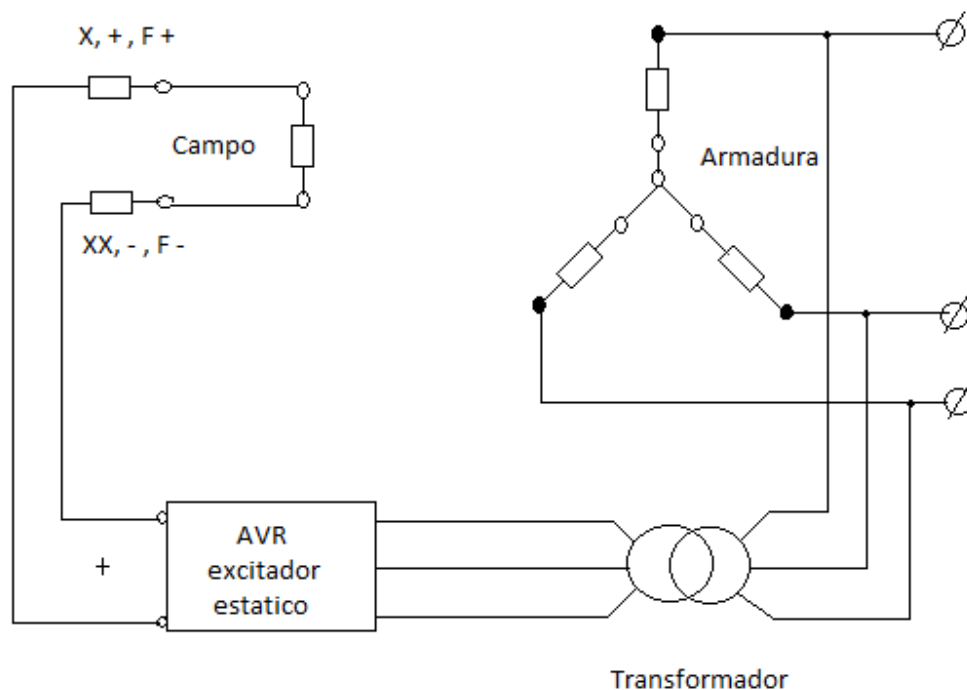 X, +, F +
Campo
XX, - , F -
Armadura
+
AVR
excitador
estatico
Transformador